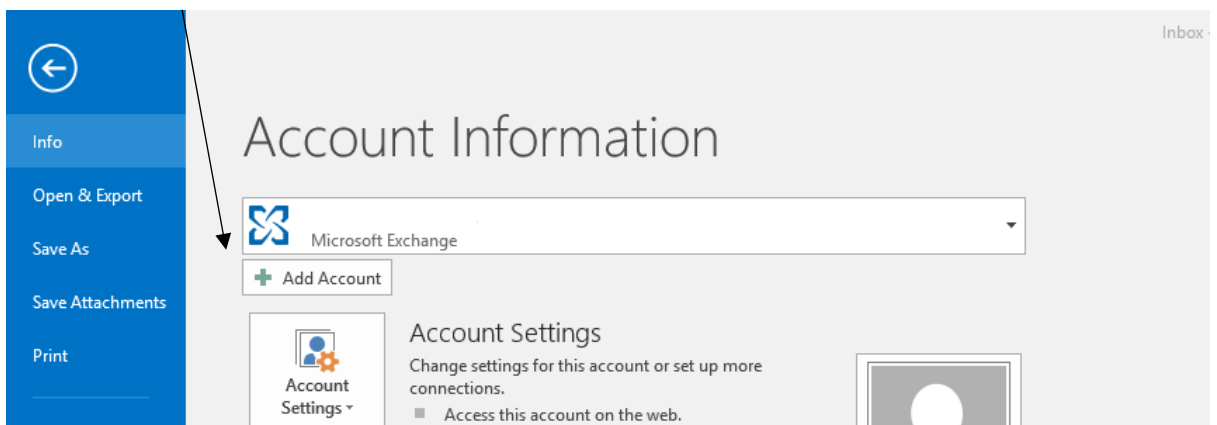 Inbox -
Info
Open & Export
Save As
Save Attachments
Print
Account Information
Microsoft Exchange
Add Account
Account
Settings
Account Settings
Change settings for this account or set up more
connections.
Access this account on the web.